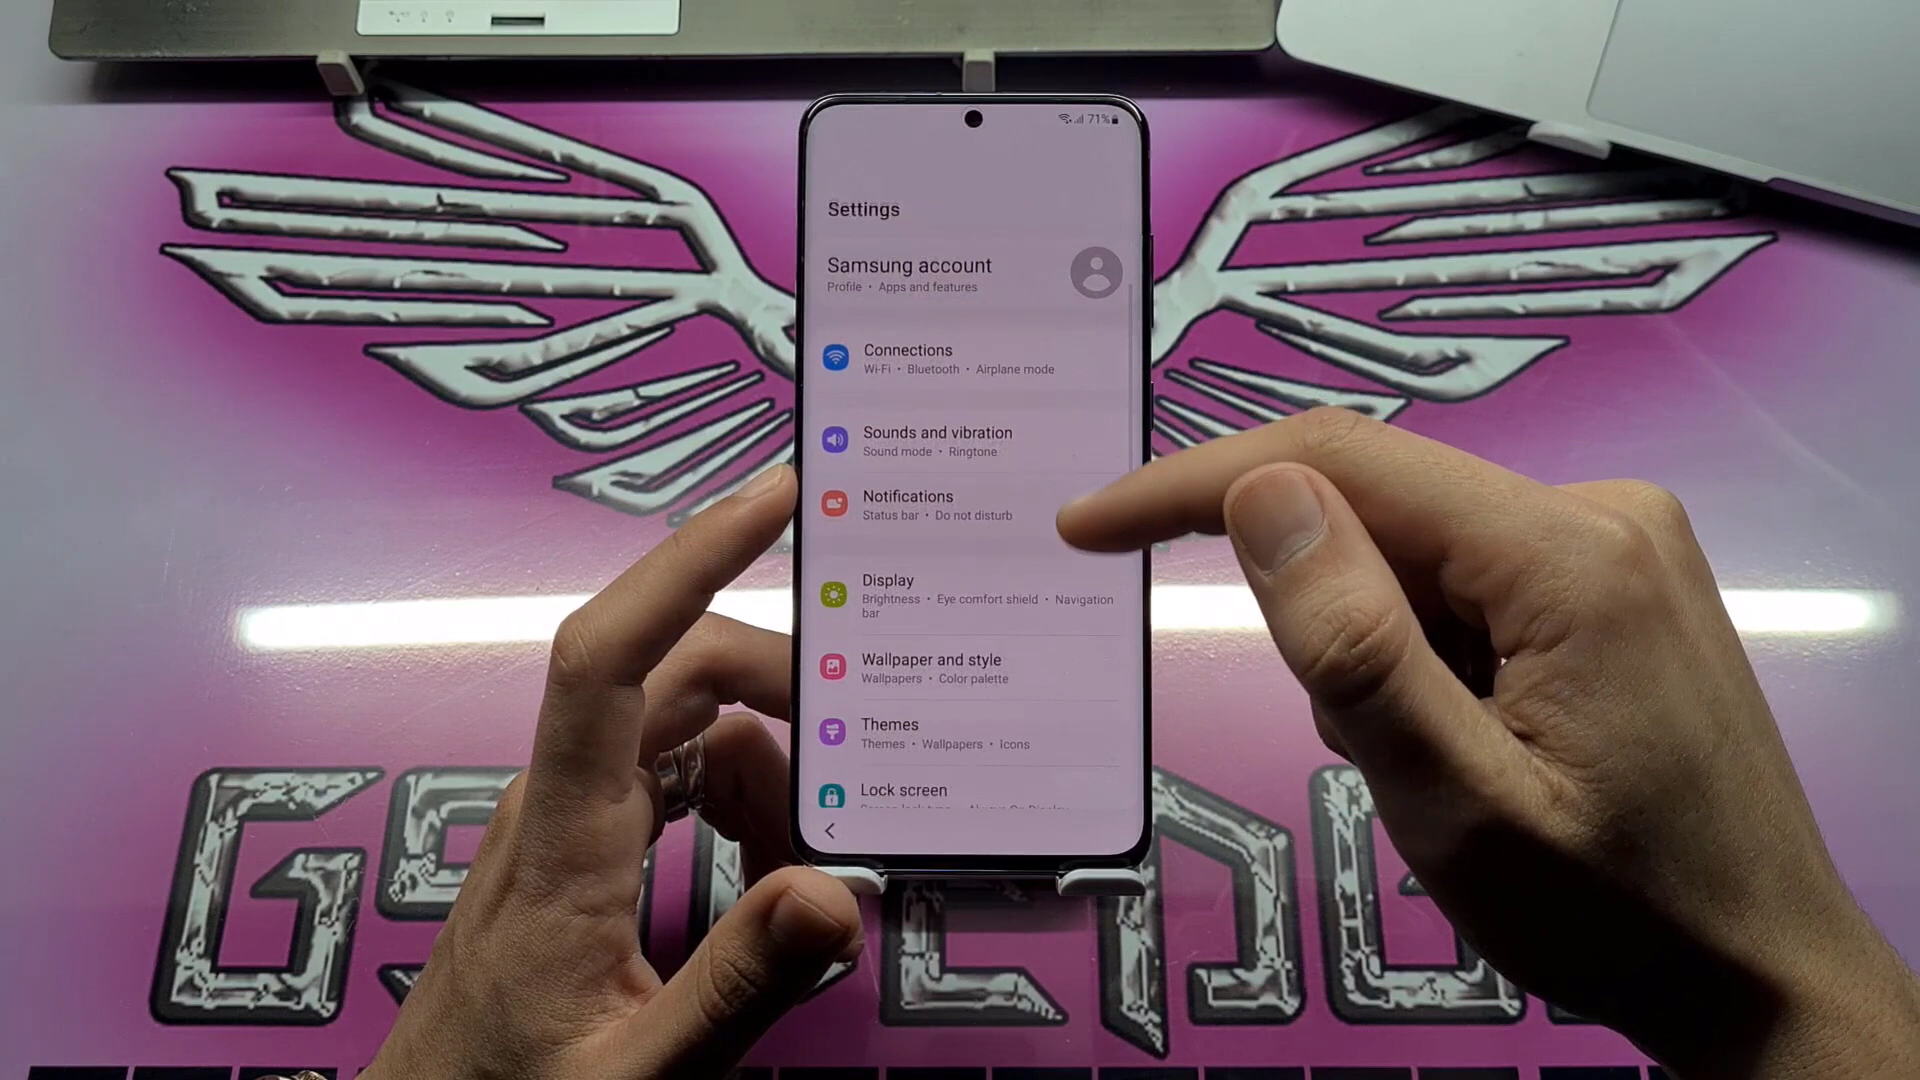 71%
Settings
Samsung account
Profile • Apps and features
Connections
Wi-Fi • Bluetooth • Airplane mode
Sounds and vibration
Sound mode • Ringtone
Notifications
Status bar • Do not disturb
Display
Brightness • Eye comfort shield • Navigation
bar
Wallpaper and style
Wallpapers • Color palette
Themes
Themes • Wallpapers • Icons
Lock screen